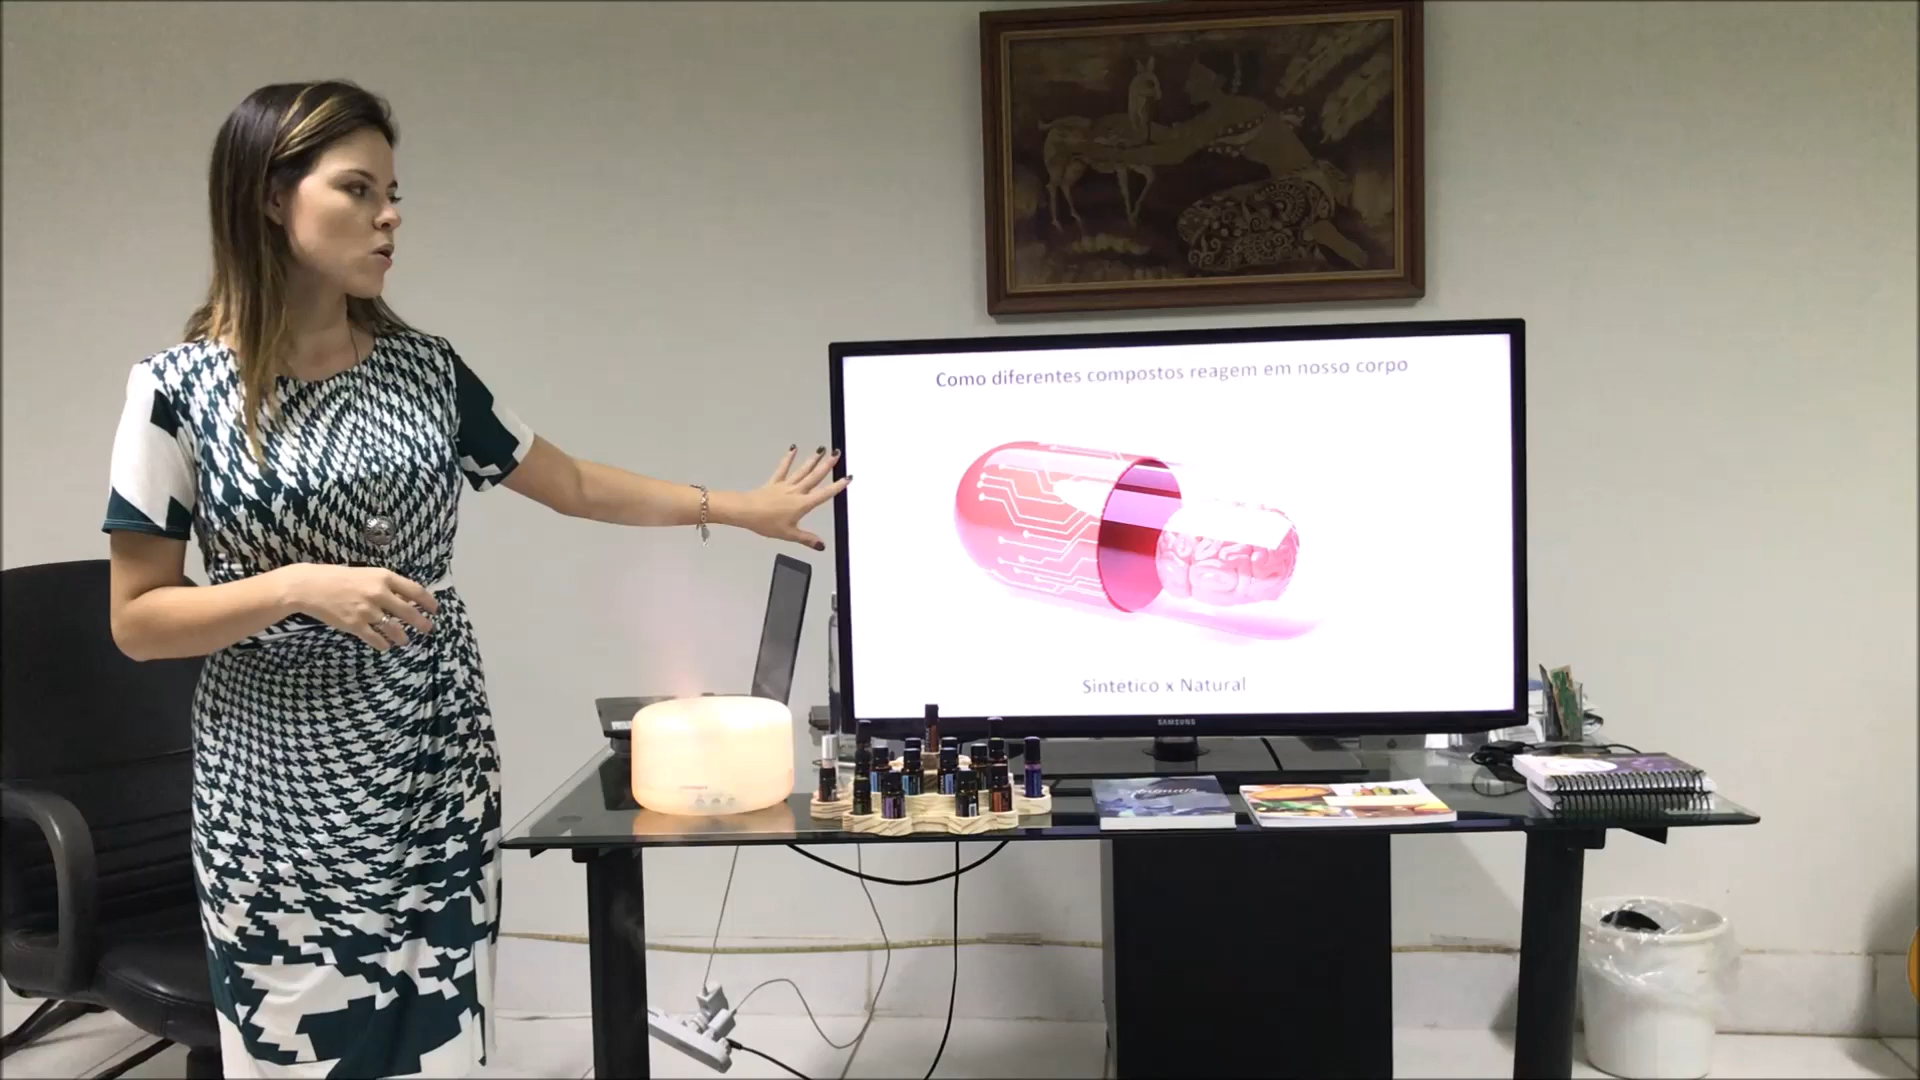 Como diferentes compostos reagem em nosso corpo
Sintetico x Natural
SAMSUNG